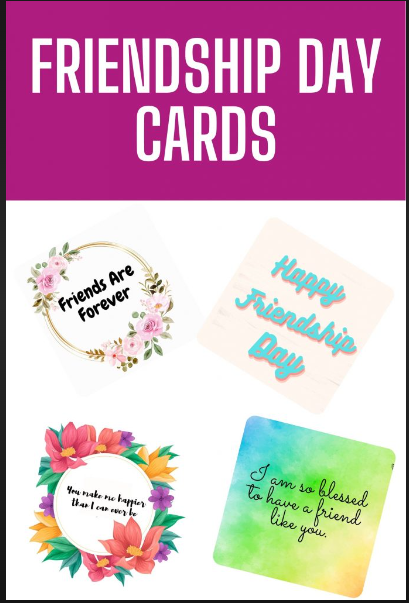 FRIENDSHIP DAY
CARDS
Friends Are
Forever
Happy
Friendship
Day
You make me happier
than I can ever be
I am so blessed
to have a friend
like you.